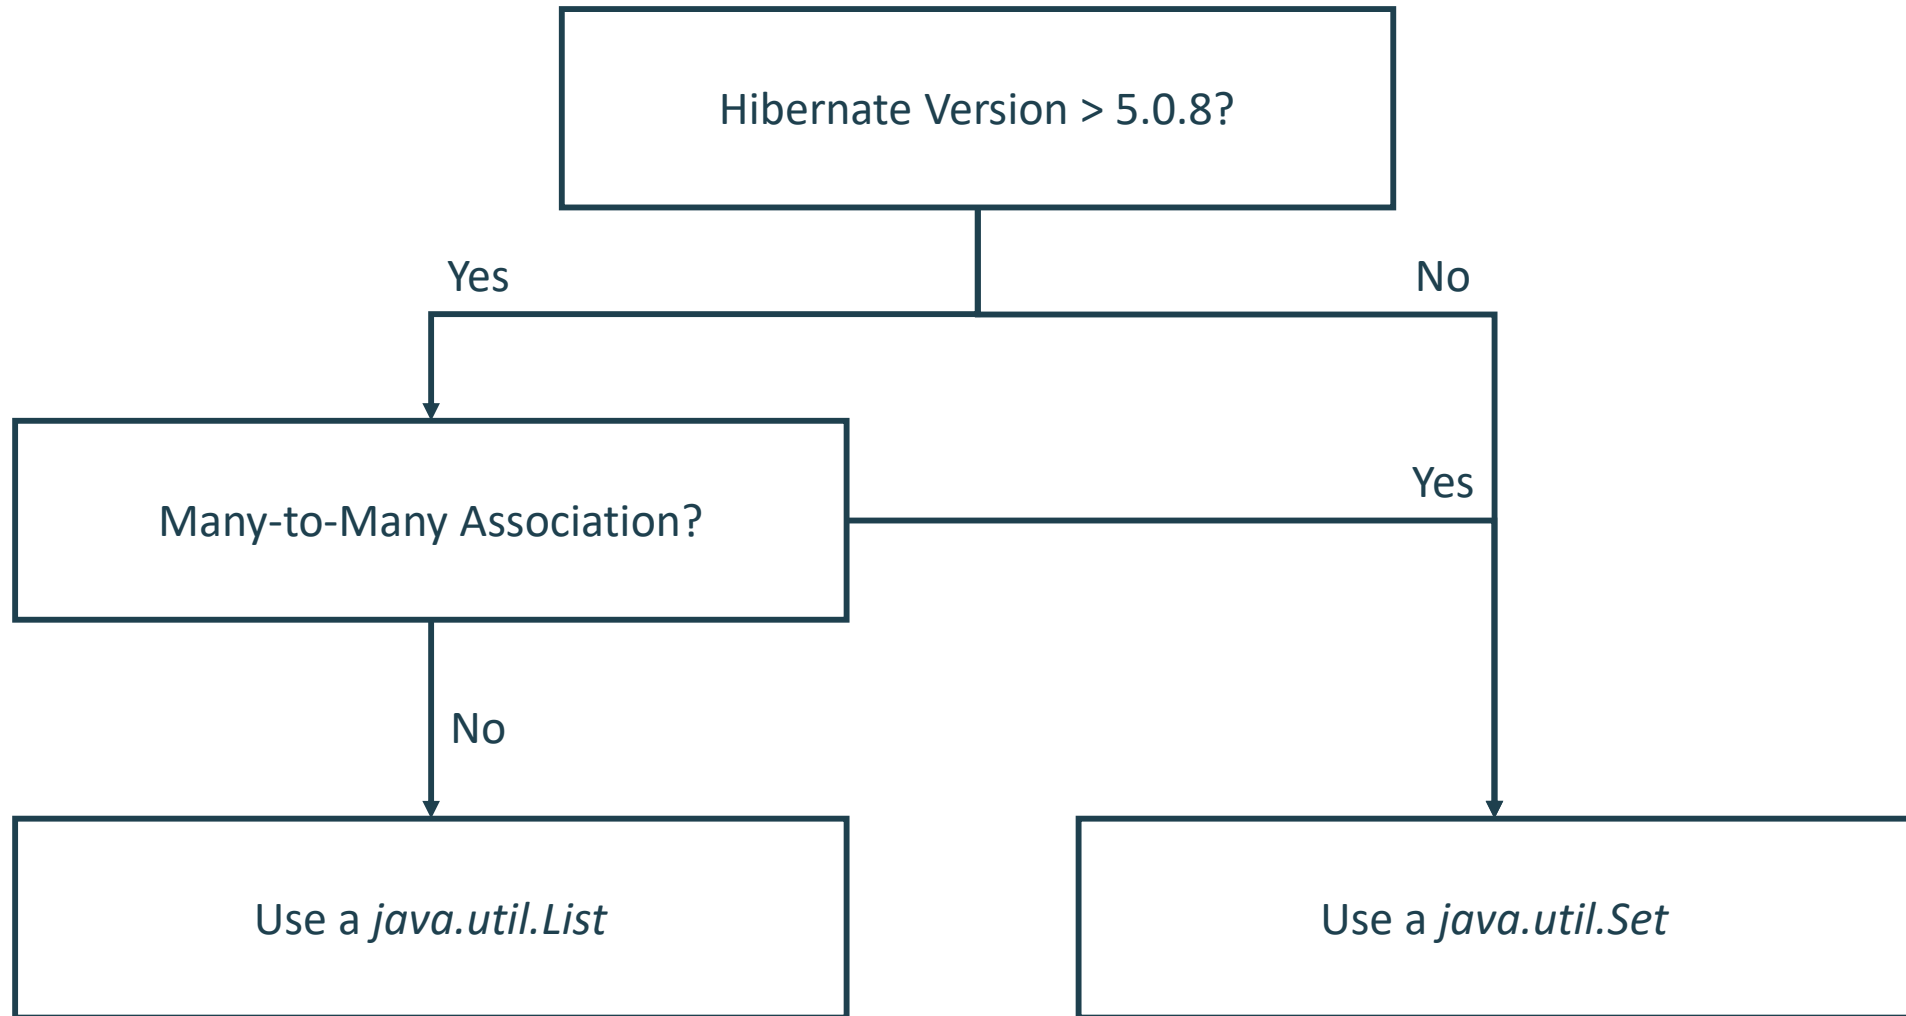 Hibernate Version > 5.0.8?
Yes
No
Many-to-Many Association?
Yes
No
Use a java.util.List
Use a java.util.Set